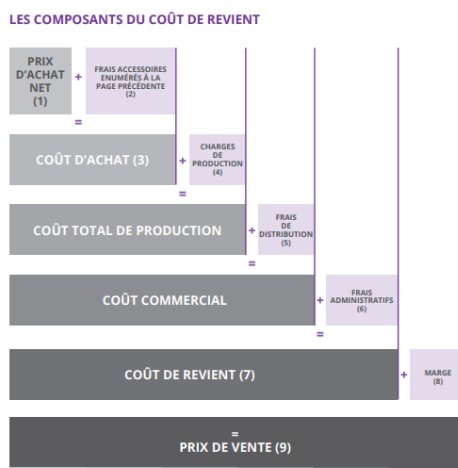 LES COMPOSANTS DU COÛT DE REVIENT
PRIX
D'ACHAT
NET
(1)
+
FRAIS ACCESSOIRES
ENUMÉRÉS À LA
PAGE PRÉCÉDENTE
(2)
=
COÛT D'ACHAT (3)
+
CHARGES
DE
PRODUCTION
(4)
=
COÛT TOTAL DE PRODUCTION
+
FRAIS
DE
DISTRIBUTION
(5)
=
COÛT COMMERCIAL
+
FRAIS
ADMINISTRATIFS
(6)
=
COÛT DE REVIENT (7)
+
MARGE
(8)
=
PRIX DE VENTE (9)